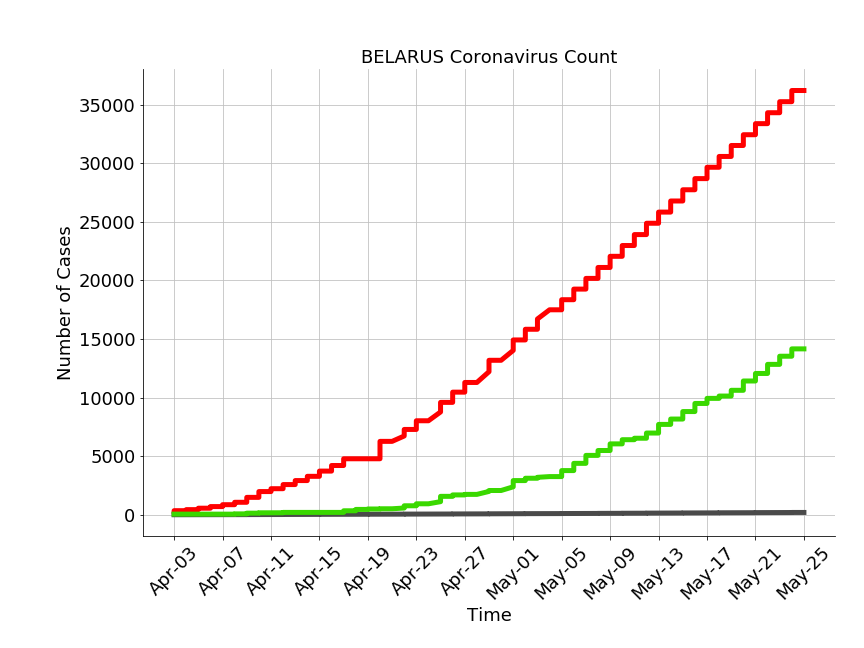 BELARUS Coronavirus Count
Number of Cases
35000
30000
25000
20000
15000
10000
5000
0
Apr-03
Apr-07
Apr-11
Apr-15
Apr-19
Apr-23
Apr-27
May-01
May-05
May-09
May-13
May-17
May-21
May-25
Time